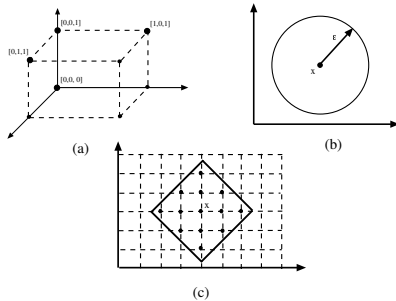 [0,0,1]
[1,0,1]
[0,1,1]
[0,0, 0]
(a)
ε
x
(b)
x
(c)